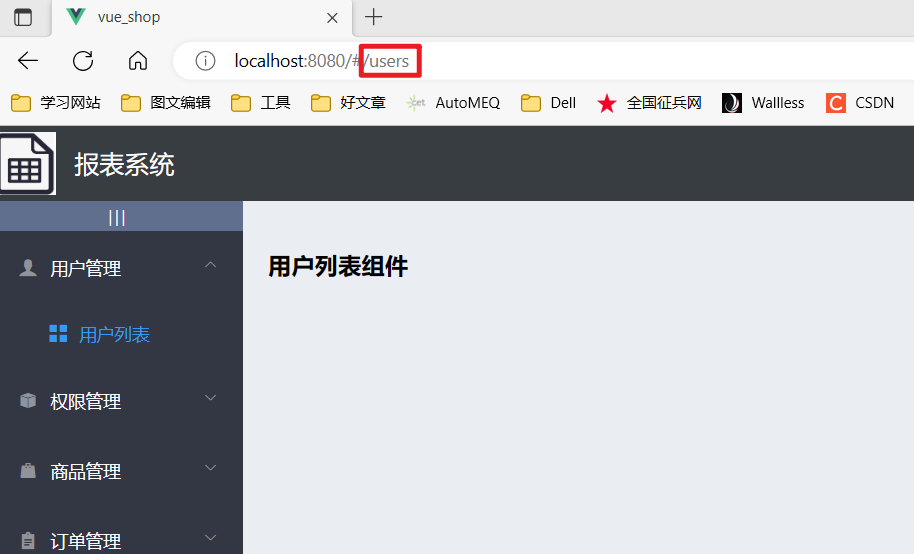 vue_shop
localhost:8080/#/users
学习网站 图文编辑 工具 好文章 AutoMEQ Dell 全国征兵网 Wallless CSDN
报表系统
|||
用户管理
用户列表组件
用户列表
权限管理
商品管理
订单管理